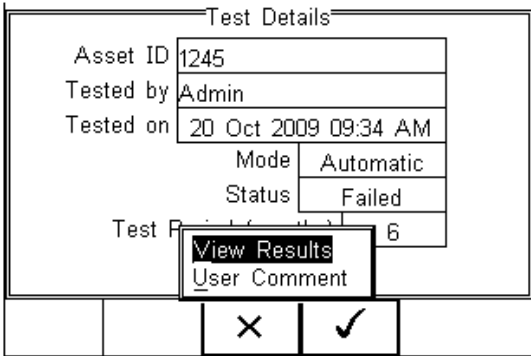 Test Details
Asset ID 1245
Tested by Admin
Tested on 20 Oct 2009 09:34 AM
Mode Automatic
Status Failed
Test 6
View Results
User Comment